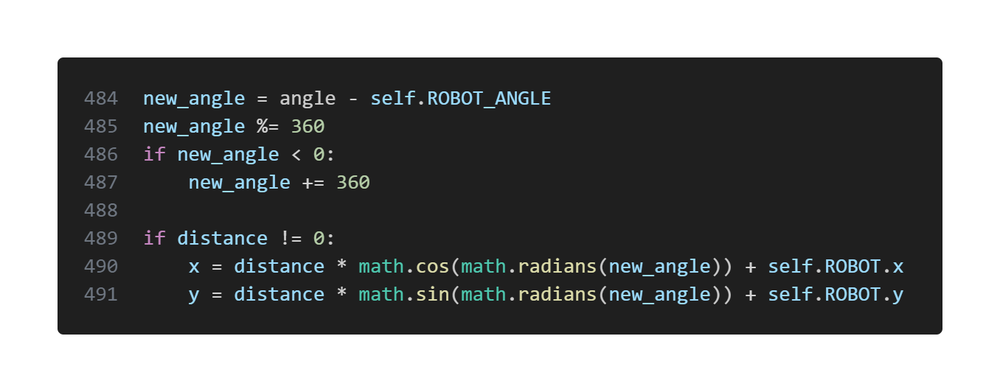 484 new_angle = angle - self.ROBOT_ANGLE
485 new_angle %= 360
486 if new_angle < 0:
487     new_angle += 360
488
489 if distance != 0:
490     x = distance * math.cos(math.radians(new_angle)) + self.ROBOT.x
491     y = distance * math.sin(math.radians(new_angle)) + self.ROBOT.y